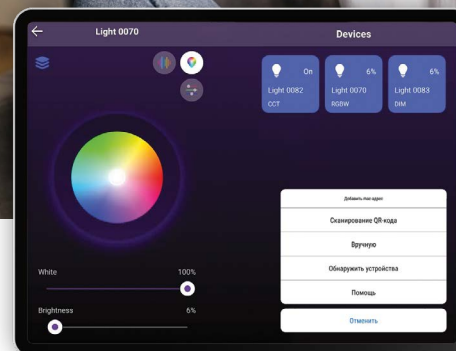 Light 0070
Devices
On
Light 0082
CCT
6%
Light 0070
RGBW
6%
Light 0083
DIM
Добавить mac-адрес
Сканирование QR-кода
Вручную
Обнаружить устройства
Помощь
Отменить
White
100%
Brightness
6%